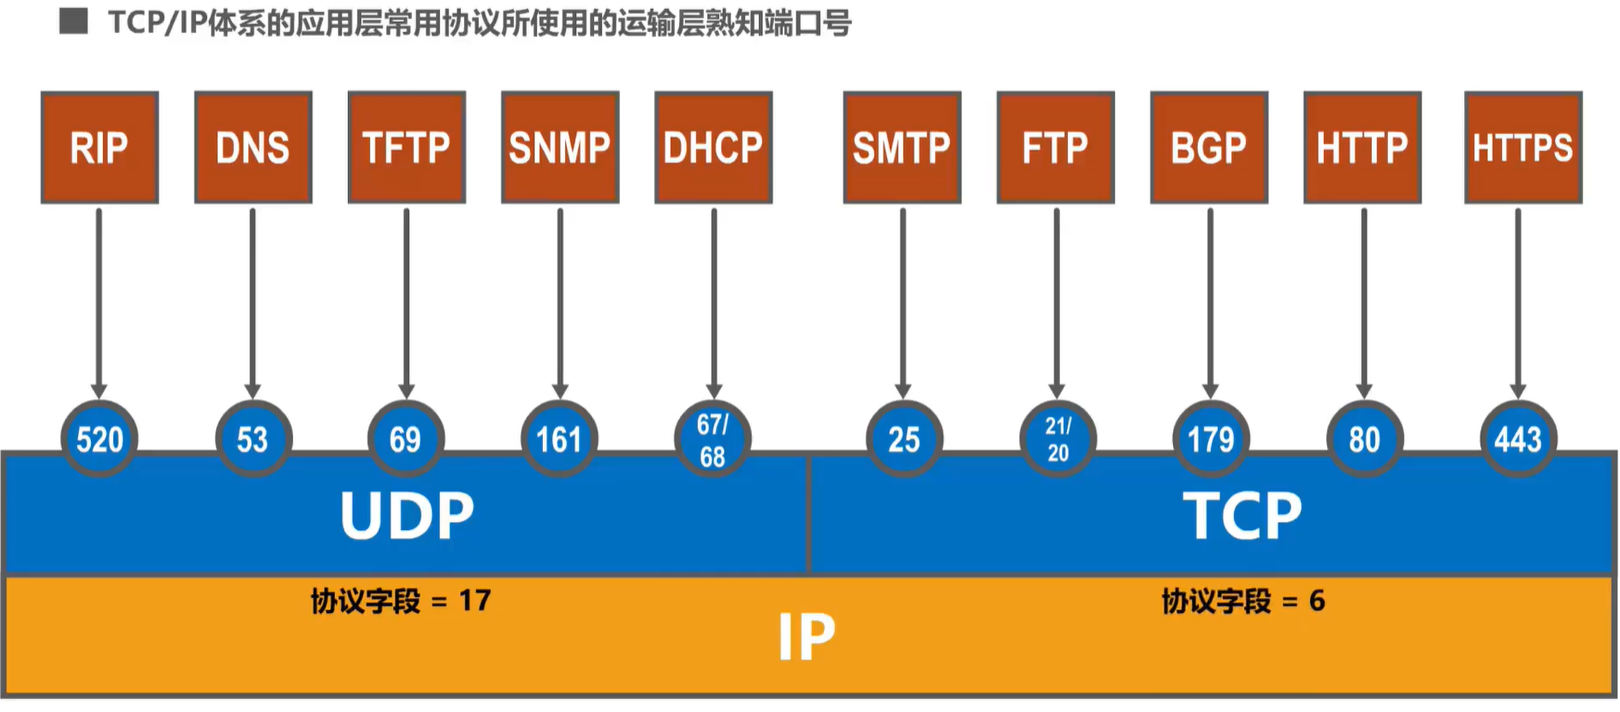 TCP/IP体系的应用层常用协议所使用的运输层熟知端口号
RIP DNS TFTP SNMP DHCP SMTP FTP BGP HTTP HTTPS
520 53 69 161 67/ 25 21/ 179 80 443
68 20
UDP TCP
协议字段 = 17 协议字段 = 6
IP